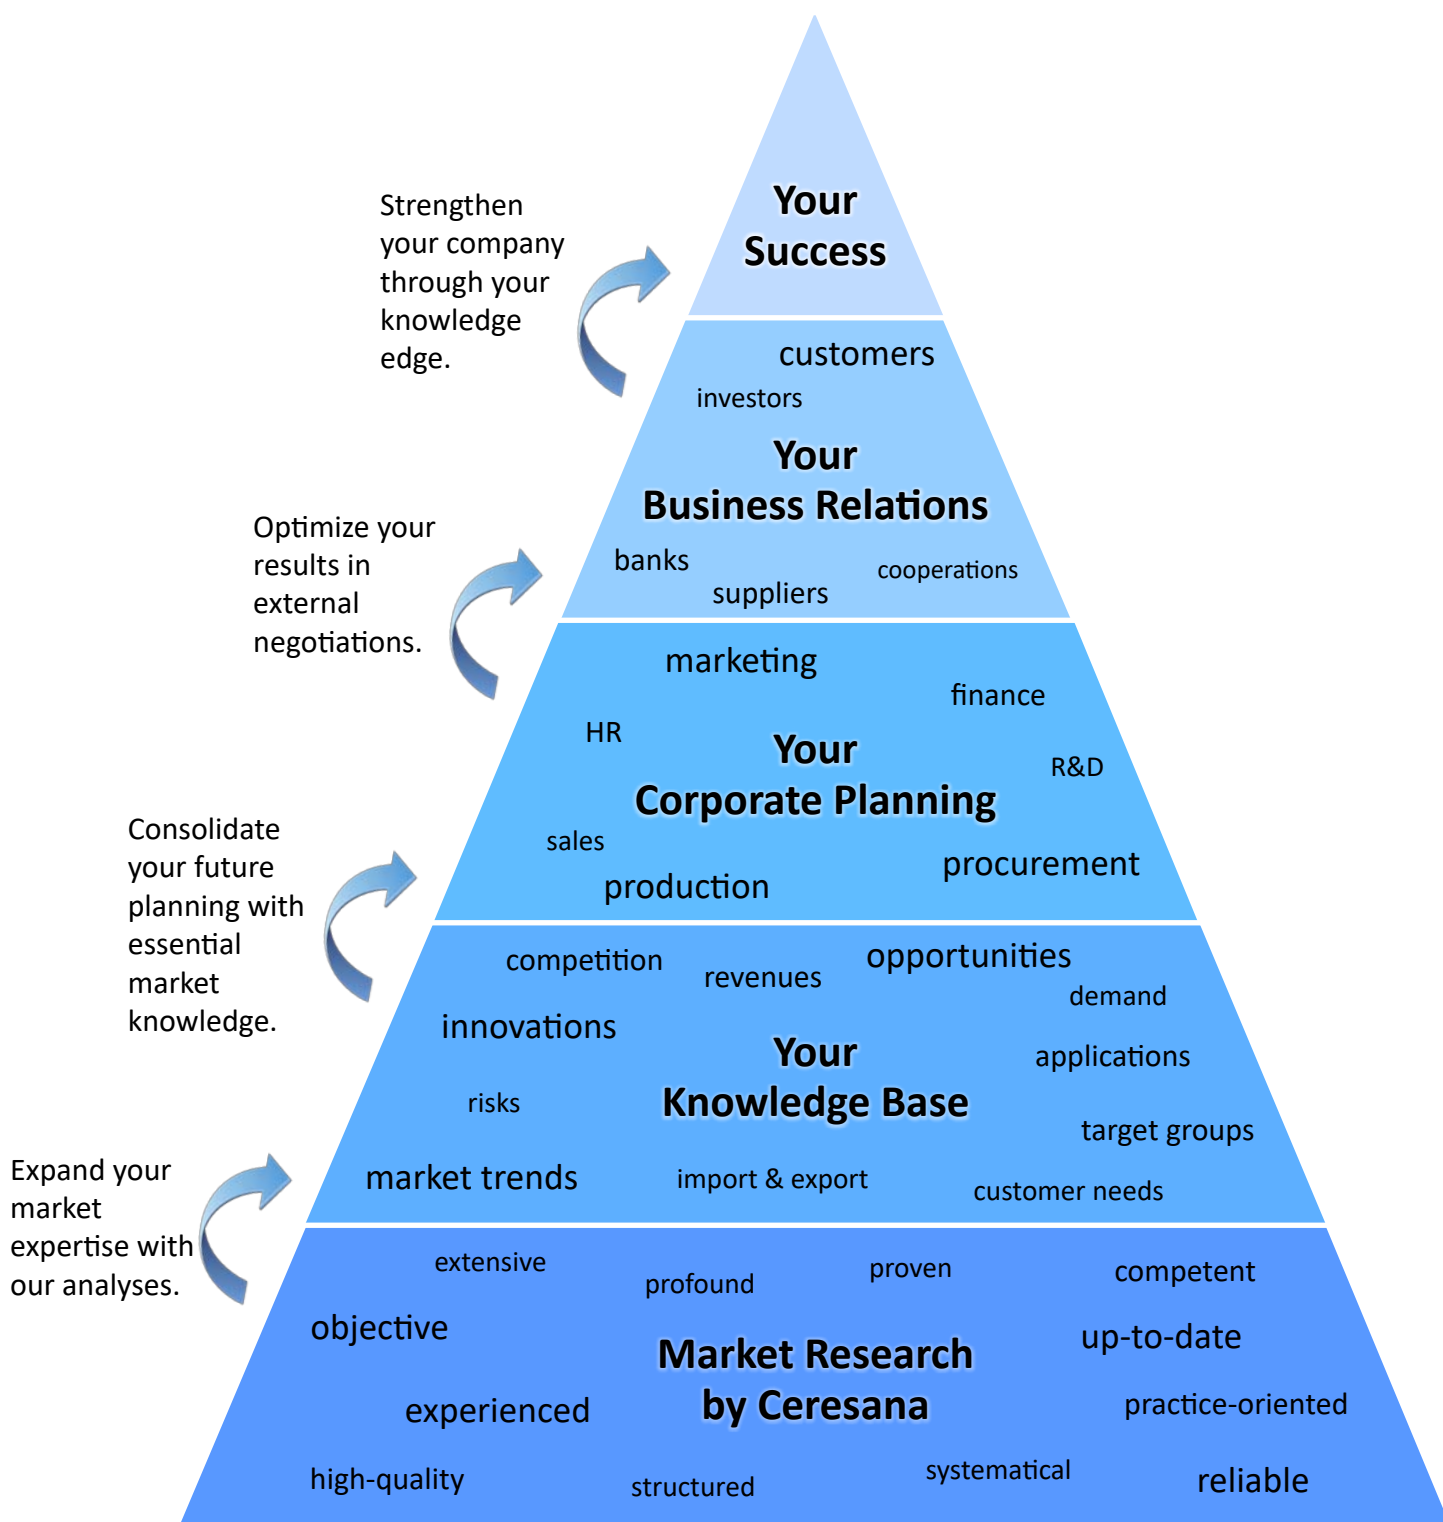 Your
Success
Strengthen
your company
through your
knowledge
edge.
customers
investors
Your
Business Relations
banks
cooperations
suppliers
Optimize your
results in
external
negotiations.
marketing
finance
HR
Your
Corporate Planning
R&D
sales
procurement
production
Consolidate
your future
planning with
essential
market
knowledge.
competition
revenues
opportunities
demand
innovations
Your
Knowledge Base
applications
risks
target groups
market trends
import & export
customer needs
Expand your
market
expertise with
our analyses.
extensive
profound
proven
competent
objective
up-to-date
Market Research
by Ceresana
experienced
practice-oriented
high-quality
structured
systematical
reliable